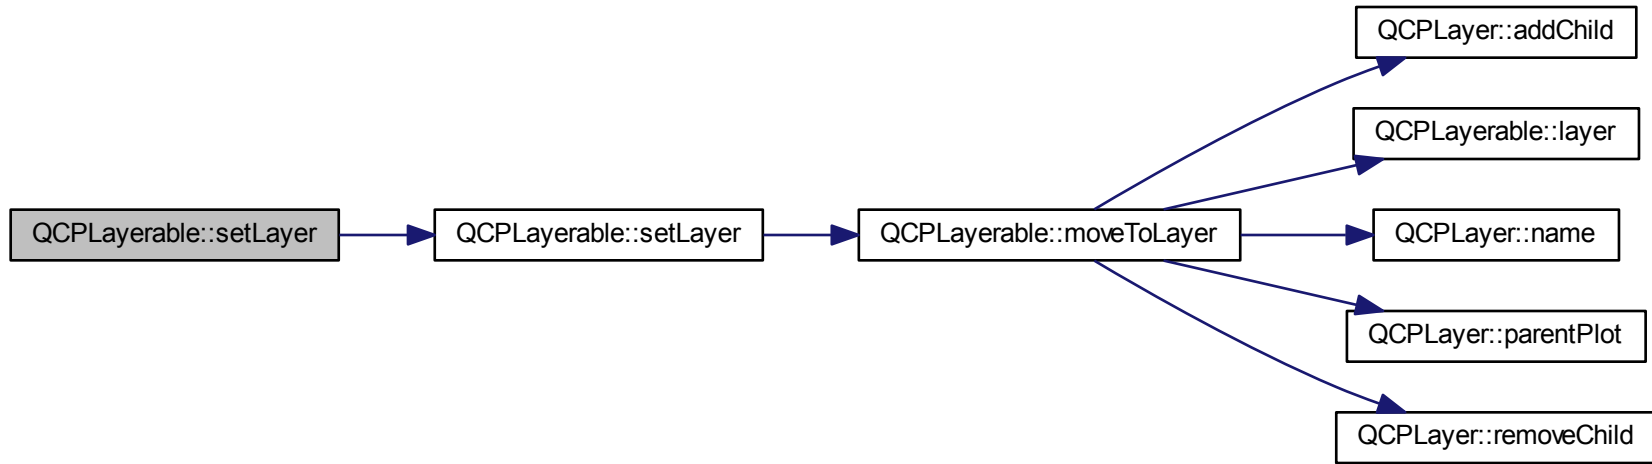 QCPLayerable::setLayer
QCPLayerable::setLayer
QCPLayerable::moveToLayer
QCPLayer::addChild
QCPLayerable::layer
QCPLayer::name
QCPLayer::parentPlot
QCPLayer::removeChild